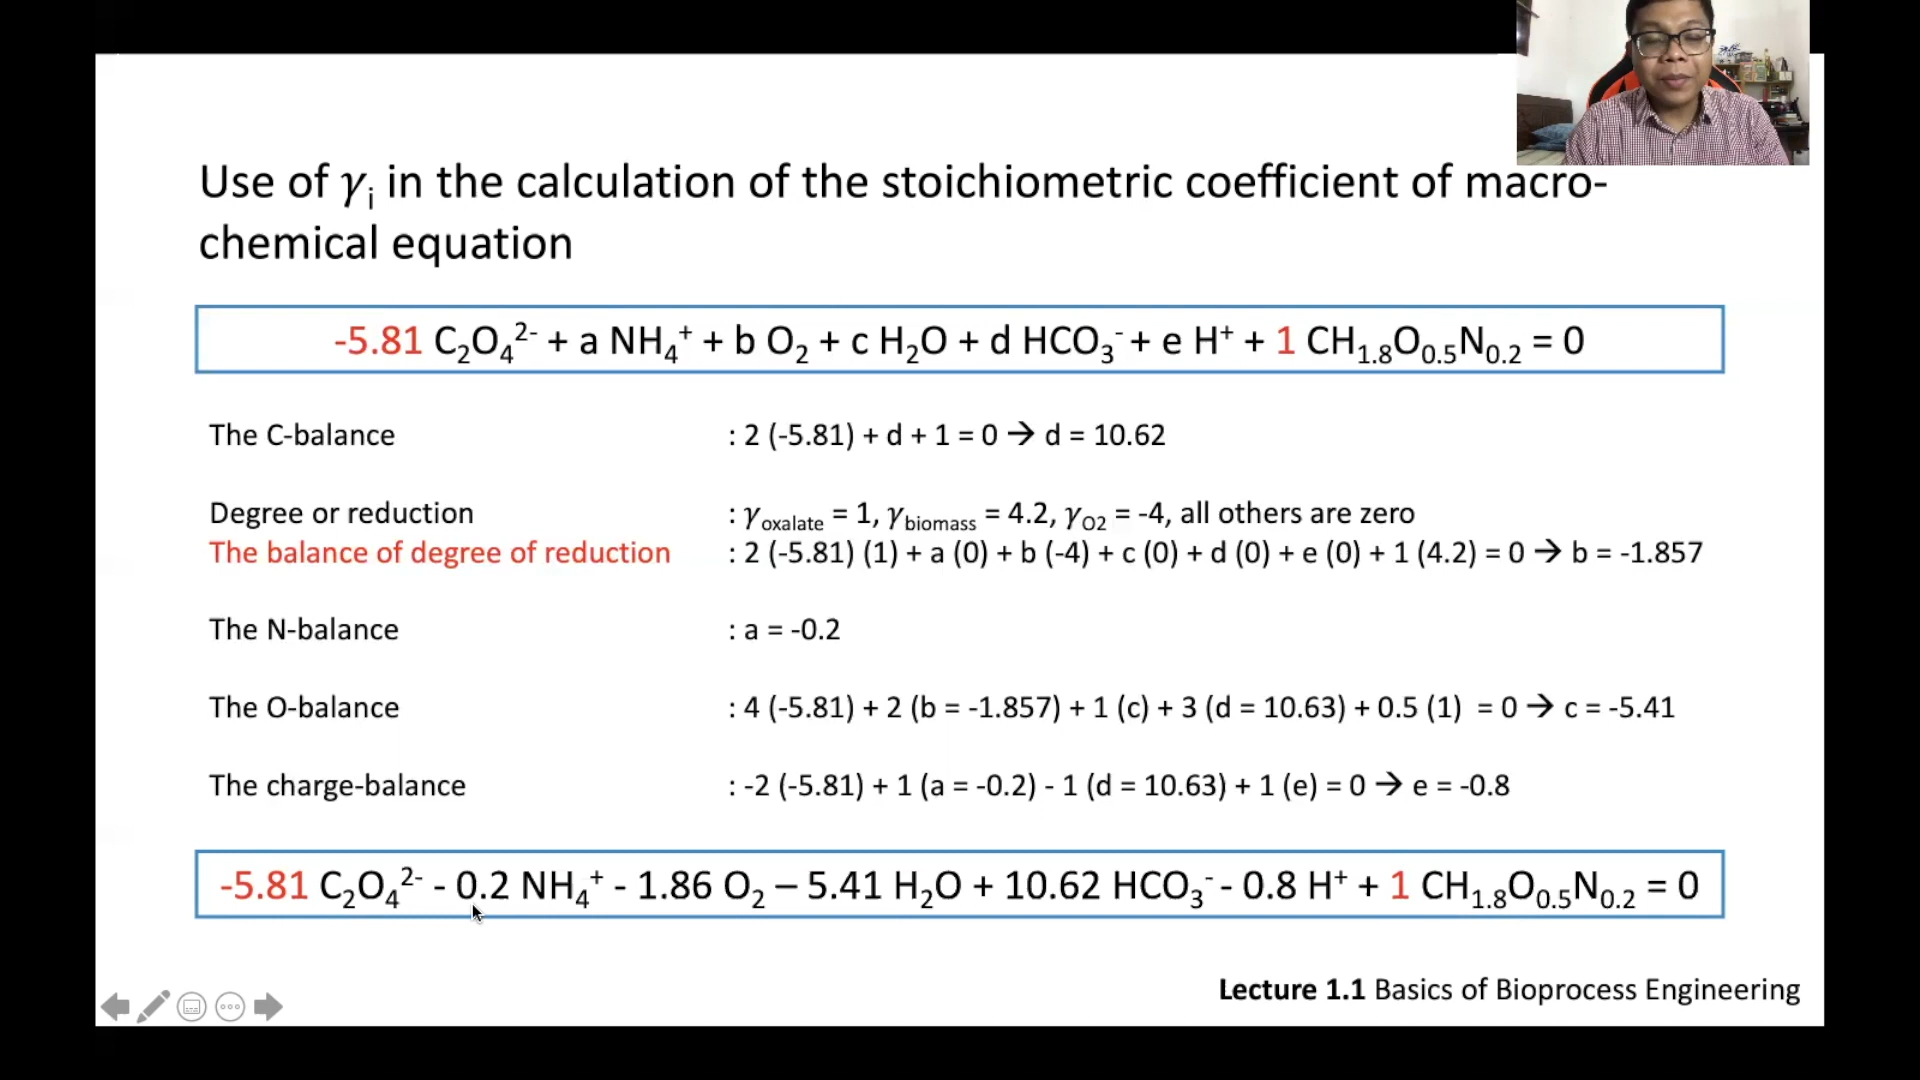 Use of γᵢ in the calculation of the stoichiometric coefficient of macro-
chemical equation
-5.81 C₂O₄²⁻ + a NH₄⁺ + b O₂ + c H₂O + d HCO₃⁻ + e H⁺ + 1 CH₁.₈O₀.₅N₀.₂ = 0
The C-balance : 2 (-5.81) + d + 1 = 0 → d = 10.62
Degree or reduction : γoxalate = 1, γbiomass = 4.2, γO2 = -4, all others are zero
The balance of degree of reduction : 2 (-5.81) (1) + a (0) + b (-4) + c (0) + d (0) + e (0) + 1 (4.2) = 0 → b = -1.857
The N-balance : a = -0.2
The O-balance : 4 (-5.81) + 2 (b = -1.857) + 1 (c) + 3 (d = 10.63) + 0.5 (1) = 0 → c = -5.41
The charge-balance : -2 (-5.81) + 1 (a = -0.2) - 1 (d = 10.63) + 1 (e) = 0 → e = -0.8
-5.81 C₂O₄²⁻ - 0.2 NH₄⁺ - 1.86 O₂ – 5.41 H₂O + 10.62 HCO₃⁻ - 0.8 H⁺ + 1 CH₁.₈O₀.₅N₀.₂ = 0
Lecture 1.1 Basics of Bioprocess Engineering